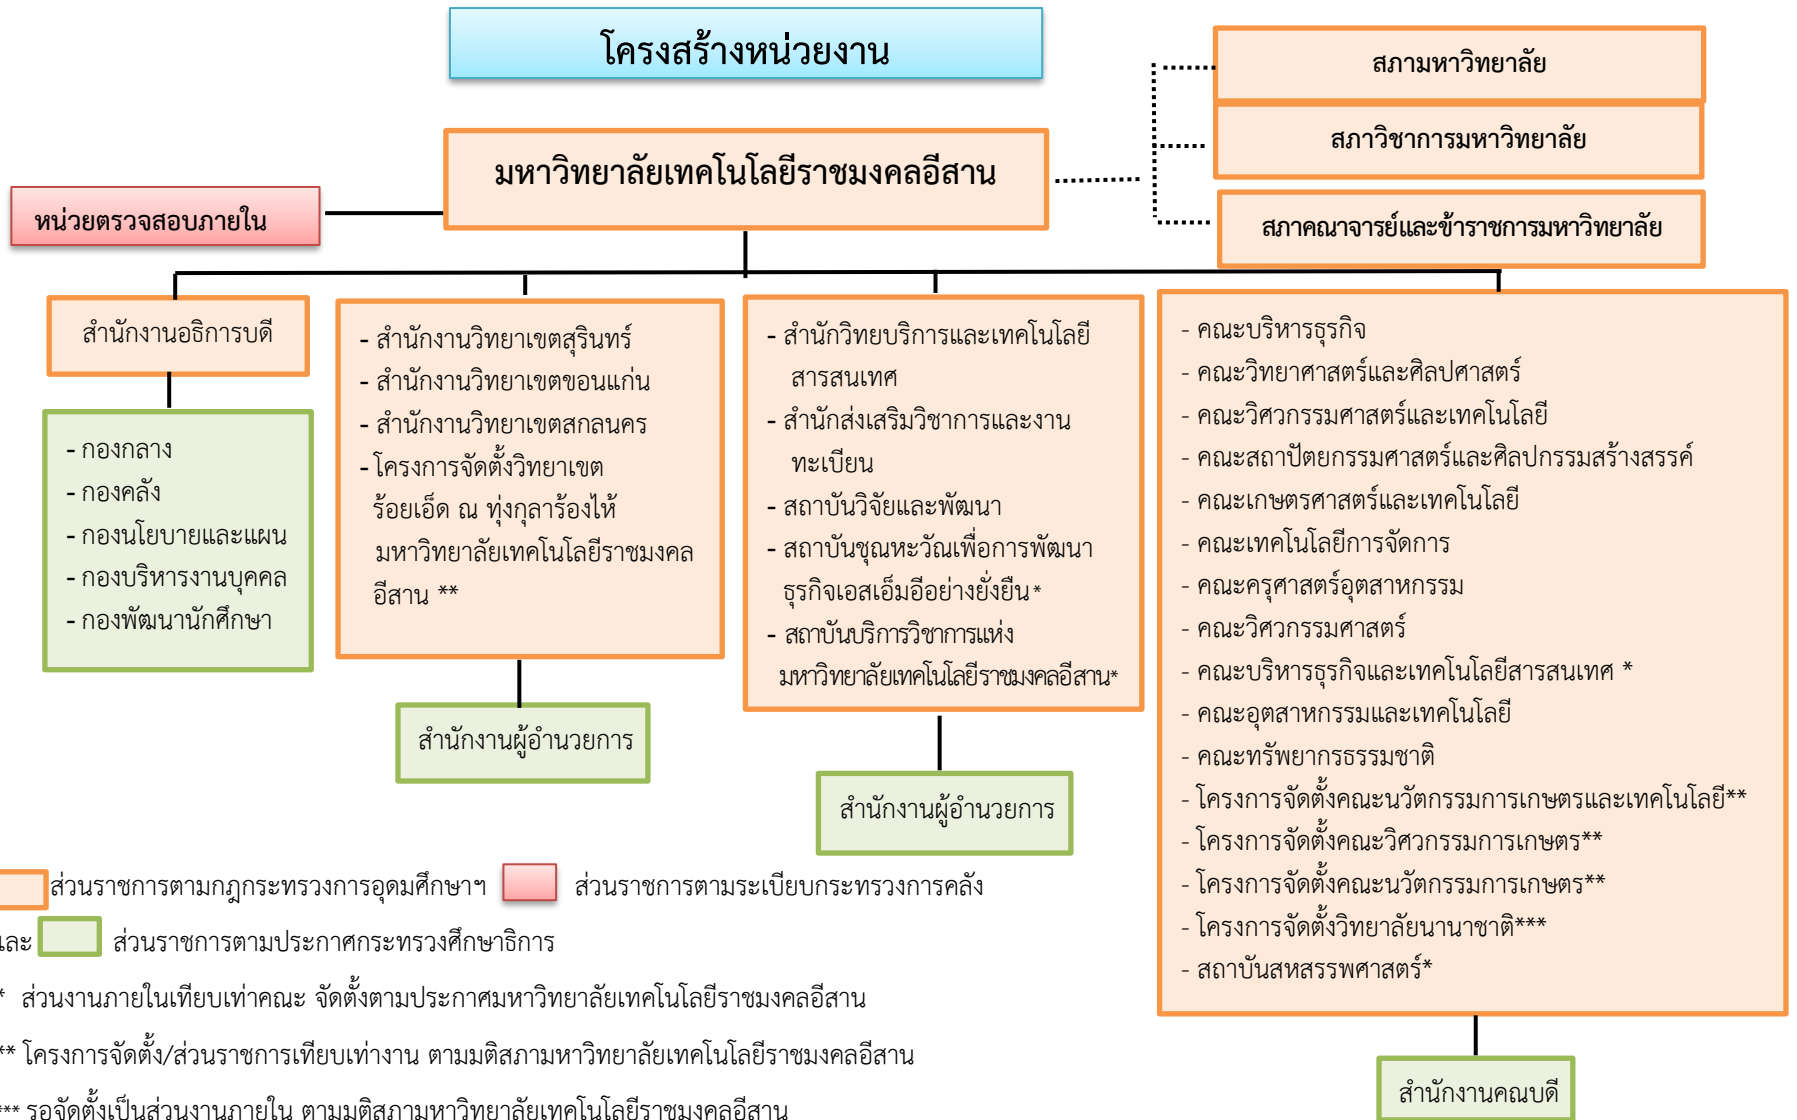 โครงสร้างหน่วยงาน
สภามหาวิทยาลัย
สภาวิชาการมหาวิทยาลัย
สภาคณาจารย์และข้าราชการมหาวิทยาลัย
มหาวิทยาลัยเทคโนโลยีราชมงคลอีสาน
หน่วยตรวจสอบภายใน
สำนักงานอธิการบดี
- กองกลาง
- กองคลัง
- กองนโยบายและแผน
- กองบริหารงานบุคคล
- กองพัฒนานักศึกษา
- สำนักงานวิทยาเขตสุรินทร์
- สำนักงานวิทยาเขตขอนแก่น
- สำนักงานวิทยาเขตสกลนคร
- โครงการจัดตั้งวิทยาเขต
ร้อยเอ็ด ณ ทุ่งกุลาร้องไห้
มหาวิทยาลัยเทคโนโลยีราชมงคล
อีสาน **
สำนักงานผู้อำนวยการ
- สำนักวิทยบริการและเทคโนโลยี
สารสนเทศ
- สำนักส่งเสริมวิชาการและงาน
ทะเบียน
- สถาบันวิจัยและพัฒนา
- สถาบันชุณหะวัณเพื่อการพัฒนา
ธุรกิจเอสเอ็มอีอย่างยั่งยืน*
- สถาบันบริการวิชาการแห่ง
มหาวิทยาลัยเทคโนโลยีราชมงคลอีสาน*
สำนักงานผู้อำนวยการ
- คณะบริหารธุรกิจ
- คณะวิทยาศาสตร์และศิลปศาสตร์
- คณะวิศวกรรมศาสตร์และเทคโนโลยี
- คณะสถาปัตยกรรมศาสตร์และศิลปกรรมสร้างสรรค์
- คณะเกษตรศาสตร์และเทคโนโลยี
- คณะเทคโนโลยีการจัดการ
- คณะครุศาสตร์อุตสาหกรรม
- คณะวิศวกรรมศาสตร์
- คณะบริหารธุรกิจและเทคโนโลยีสารสนเทศ *
- คณะอุตสาหกรรมและเทคโนโลยี
- คณะทรัพยากรธรรมชาติ
- โครงการจัดตั้งคณะนวัตกรรมการเกษตรและเทคโนโลยี**
- โครงการจัดตั้งคณะวิศวกรรมการเกษตร**
- โครงการจัดตั้งคณะนวัตกรรมการเกษตร**
- โครงการจัดตั้งวิทยาลัยนานาชาติ***
- สถาบันสหสรรพศาสตร์*
สำนักงานคณบดี
ส่วนราชการตามกฎกระทรวงการอุดมศึกษาฯ ส่วนราชการตามระเบียบกระทรวงการคลัง
และ ส่วนราชการตามประกาศกระทรวงศึกษาธิการ
* ส่วนงานภายในเทียบเท่าคณะ จัดตั้งตามประกาศมหาวิทยาลัยเทคโนโลยีราชมงคลอีสาน
** โครงการจัดตั้ง/ส่วนราชการเทียบเท่างาน ตามมติสภามหาวิทยาลัยเทคโนโลยีราชมงคลอีสาน
*** รอจัดตั้งเป็นส่วนงานภายใน ตามมติสภามหาวิทยาลัยเทคโนโลยีราชมงคลอีสาน